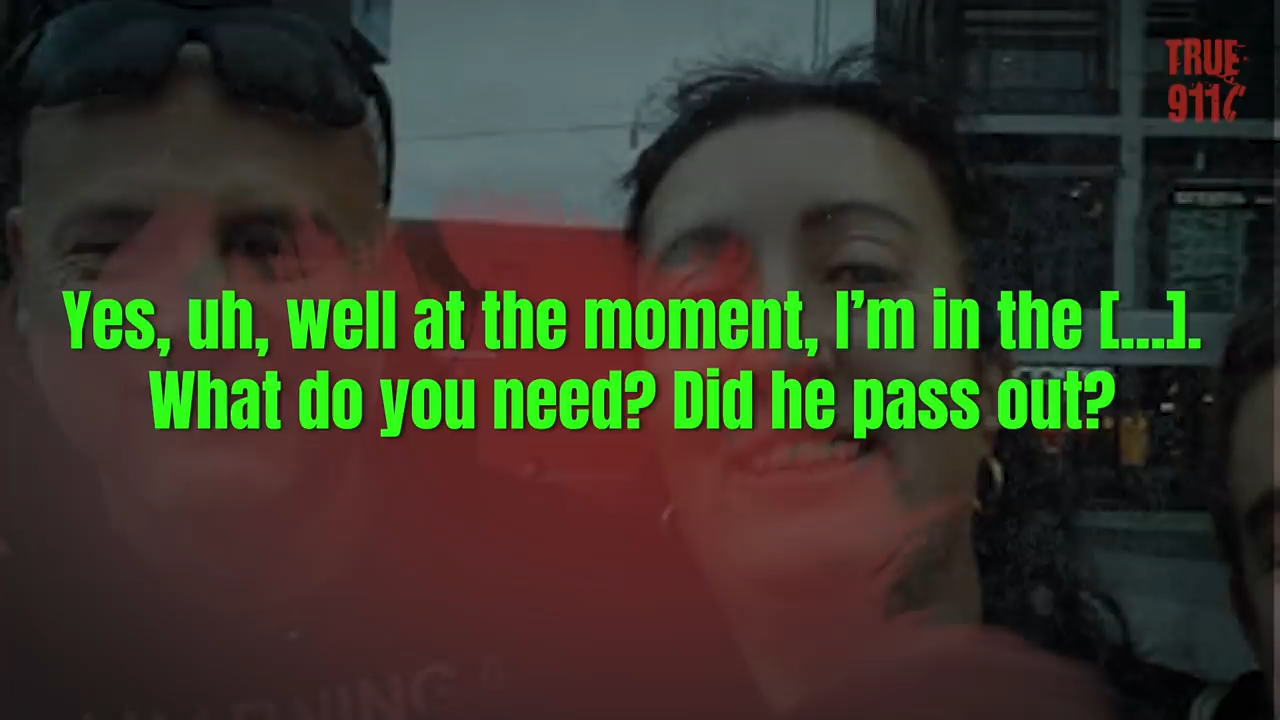 TRUE
911
Yes, uh, well at the moment, I’m in the [...].
What do you need? Did he pass out?